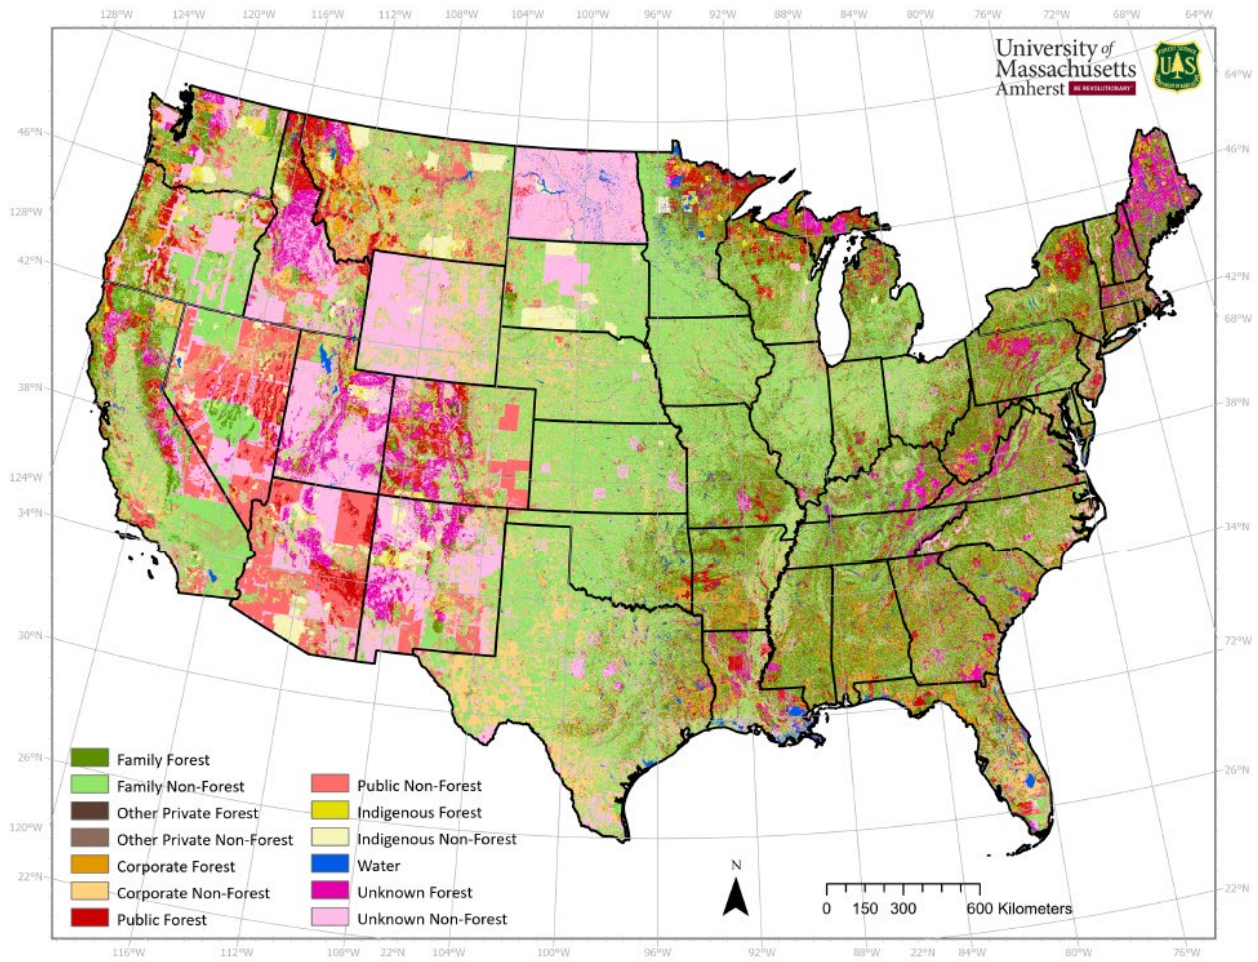 128°W 124°W 120°W 116°W 112°W 108°W 104°W 100°W 96°W 92°W 88°W 84°W 80°W 76°W 72°W 68°W 64°W
University of
Massachusetts
Amherst BE REVOLUTIONARY
UAS
64°W
46°N
46°N
128°W
42°N
42°N
68°W
38°N
38°N
124°W
34°N
34°N
30°N
72°W
26°N
26°N
120°W
22°N
22°N
Family Forest
Family Non-Forest
Other Private Forest
Other Private Non-Forest
Corporate Forest
Corporate Non-Forest
Public Forest
Public Non-Forest
Indigenous Forest
Indigenous Non-Forest
Water
Unknown Forest
Unknown Non-Forest
N
0 150 300 600 Kilometers
116°W 112°W 108°W 22°N 104°W 100°W 96°W 92°W 88°W 22°N 84°W 80°W 76°W